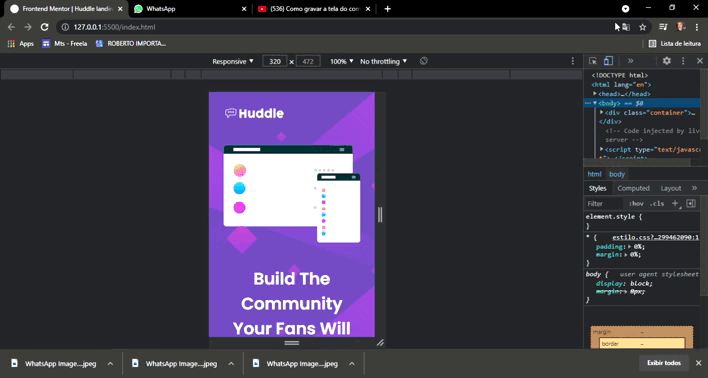 Frontend Mentor | Huddle landin
WhatsApp
(536) Como gravar a tela do com
127.0.0.1:5500/index.html
Apps
Mts - Freela
ROBERTO IMPORTA...
Lista de leitura
Responsive
320
×
472
100%
No throttling
<!DOCTYPE html>
<html lang="en">
<head>…</head>
<body> == $0
<div class="container">…
</div>
<!-- Code injected by live
server -->
<script type="text/javasc
html
body
Styles
Computed
Layout
Filter
:hov
.cls
element.style {
}
* {
estilo.css?…299462090:1
padding: 0%;
margin: 0%;
}
body {
user agent stylesheet
display: block;
margin: 8px;
}
margin
border
Huddle
Build The
Community
Your Fans Will
WhatsApp Image....jpeg
WhatsApp Image....jpeg
WhatsApp Image....jpeg
Exibir todos